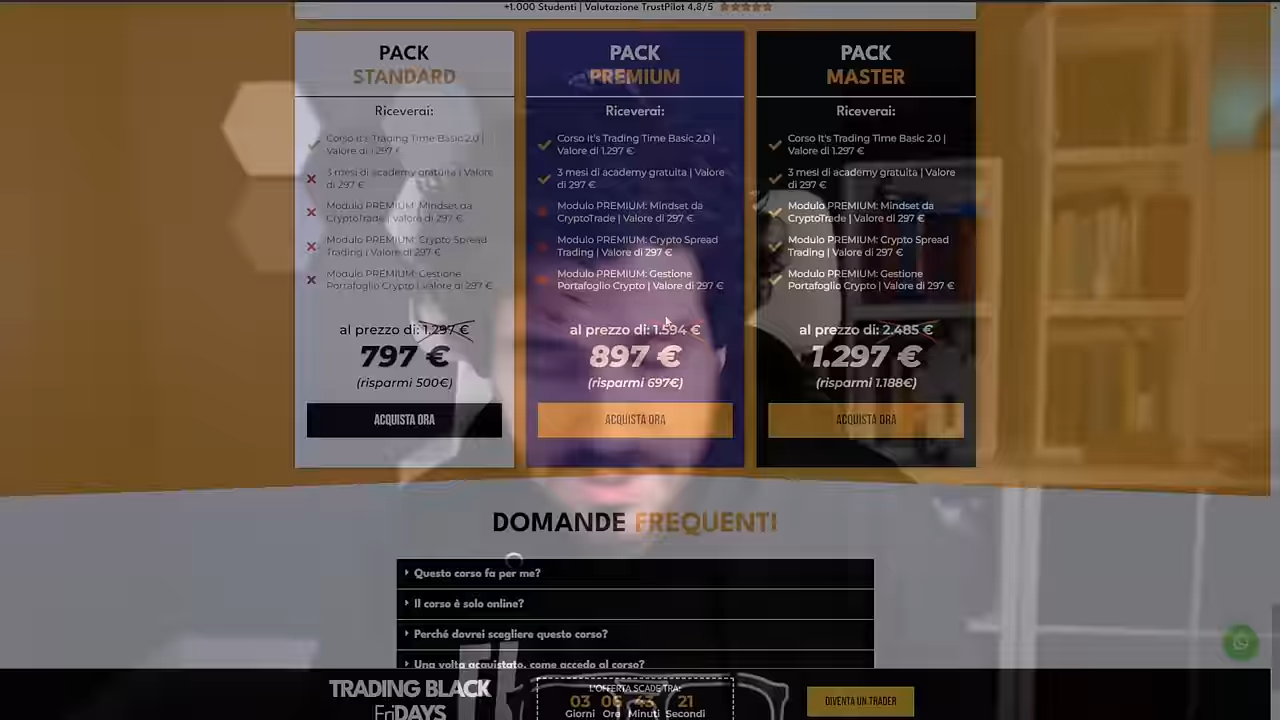 +1.000 Studenti | Valutazione TrustPilot 4,8/5
PACK
STANDARD
Riceverai:
Corso It's Trading Time Basic 2.0 |
Valore di 1.297 €
3 mesi di academy gratuita | Valore
di 297 €
Modulo PREMIUM: Mindset da
CryptoTrade | Valore di 297 €
Modulo PREMIUM: Crypto Spread
Trading | Valore di 297 €
Modulo PREMIUM: Gestione
Portafoglio Crypto | Valore di 297 €
al prezzo di: 1.297 €
797 €
(risparmi 500€)
ACQUISTA ORA
PACK
PREMIUM
Riceverai:
Corso It's Trading Time Basic 2.0 |
Valore di 1.297 €
3 mesi di academy gratuita | Valore
di 297 €
Modulo PREMIUM: Mindset da
CryptoTrade | Valore di 297 €
Modulo PREMIUM: Crypto Spread
Trading | Valore di 297 €
Modulo PREMIUM: Gestione
Portafoglio Crypto | Valore di 297 €
al prezzo di: 1.594 €
897 €
(risparmi 697€)
ACQUISTA ORA
PACK
MASTER
Riceverai:
Corso It's Trading Time Basic 2.0 |
Valore di 1.297 €
3 mesi di academy gratuita | Valore
di 297 €
Modulo PREMIUM: Mindset da
CryptoTrade | Valore di 297 €
Modulo PREMIUM: Crypto Spread
Trading | Valore di 297 €
Modulo PREMIUM: Gestione
Portafoglio Crypto | Valore di 297 €
al prezzo di: 2.485 €
1.297 €
(risparmi 1.188€)
ACQUISTA ORA
DOMANDE FREQUENTI
Questo corso fa per me?
Il corso è solo online?
Perché dovrei scegliere questo corso?
Una volta acquistato, come accedo al corso?
TRADING BLACK
DAYS
L'OFFERTA SCADE TRA:
03 06 43 21
Giorni Ore Minuti Secondi
DIVENTA UN TRADER